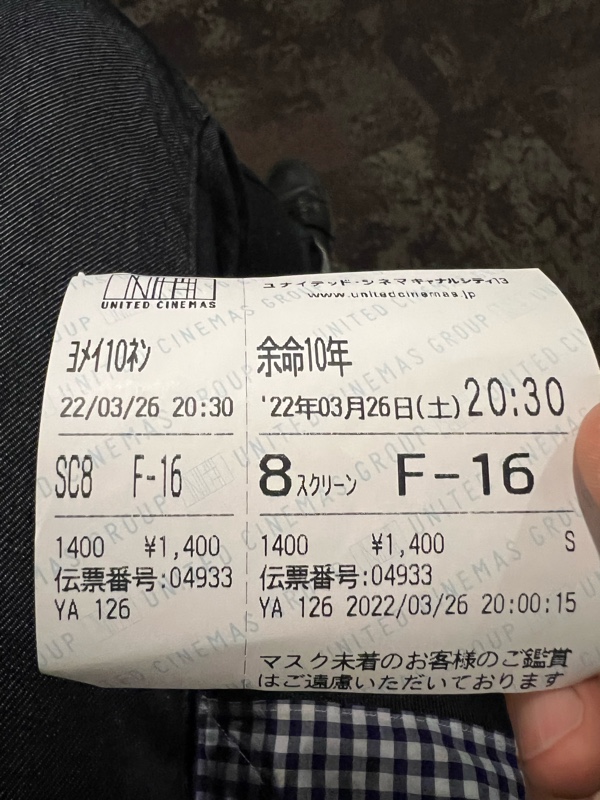 UNITED CINEMAS
ヨメイ10ネン
22/03/26 20:30
SC8 F-16
1400 ¥1,400
伝票番号:04933
YA 126
ユナイテッド・シネマ キャナルシティ13
www.unitedcinemas.jp
余命10年
'22年03月26日(土)20:30
8スクリーン F-16
1400 ¥1,400 S
伝票番号:04933
YA 126 2022/03/26 20:00:15
マスク未着のお客様のご鑑賞
はご遠慮いただいております